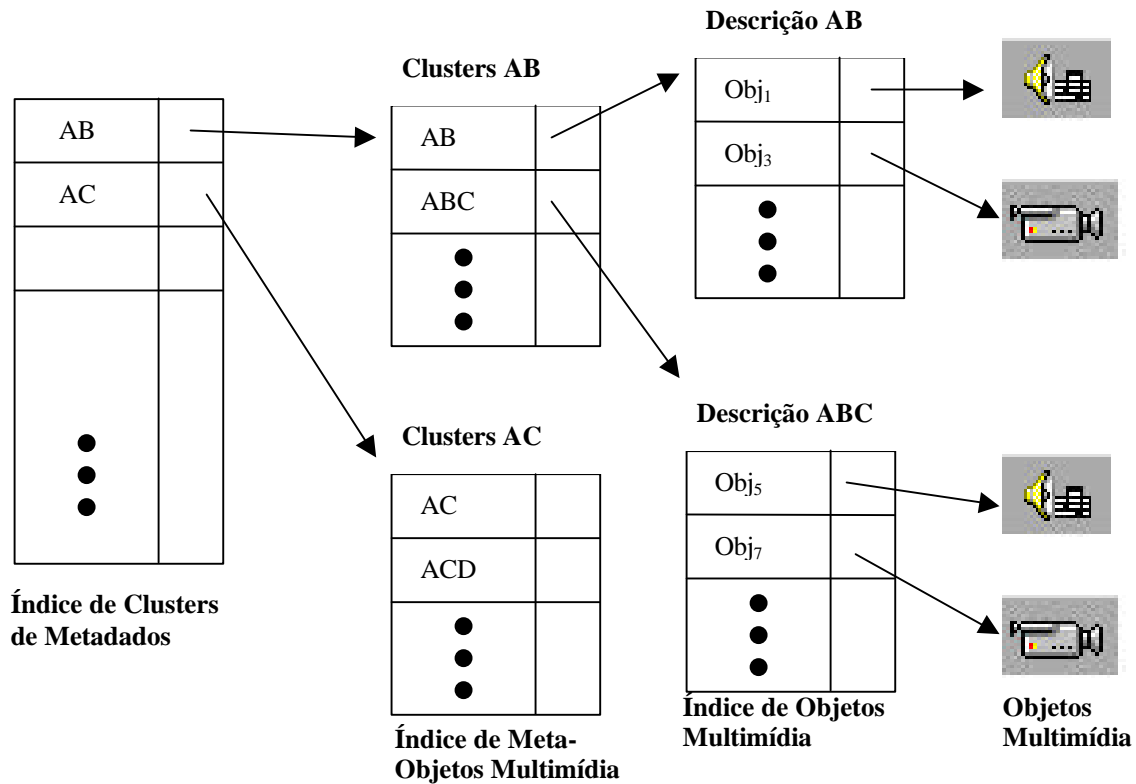 Descrição AB
Clusters AB
Obj₁
AB
AB
Obj₃
AC
ABC
Descrição ABC
Clusters AC
Obj₅
AC
Obj₇
ACD
Índice de Clusters
de Metadados
Índice de Objetos
Multimídia
Objetos
Multimídia
Índice de Meta-
Objetos Multimídia